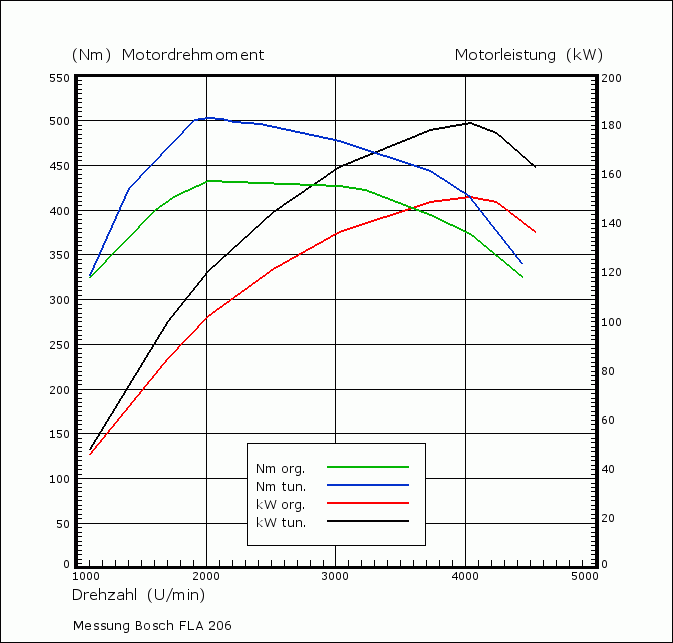 (Nm) Motordrehmoment Motorleistung (kW)
550 200
500 180
450 160
400 140
350 120
300 100
250 80
200 60
150 40
100 20
50 0
0
Nm org.
Nm tun.
kW org.
kW tun.
1000 2000 3000 4000 5000
Drehzahl (U/min)
Messung Bosch FLA 206